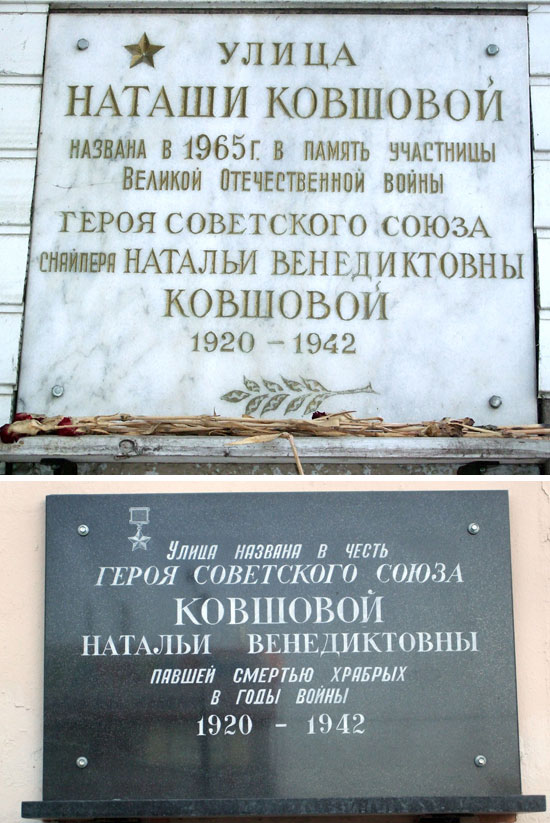 УЛИЦА
НАТАШИ КОВШОВОЙ
НАЗВАНА В 1965 Г. В ПАМЯТЬ УЧАСТНИЦЫ
ВЕЛИКОЙ ОТЕЧЕСТВЕННОЙ ВОЙНЫ
ГЕРОЯ СОВЕТСКОГО СОЮЗА
СНАЙПЕРА НАТАЛЬИ ВЕНЕДИКТОВНЫ
КОВШОВОЙ
1920 – 1942
УЛИЦА НАЗВАНА В ЧЕСТЬ
ГЕРОЯ СОВЕТСКОГО СОЮЗА
КОВШОВОЙ
НАТАЛЬИ ВЕНЕДИКТОВНЫ
ПАВШЕЙ СМЕРТЬЮ ХРАБРЫХ
В ГОДЫ ВОЙНЫ
1920 – 1942